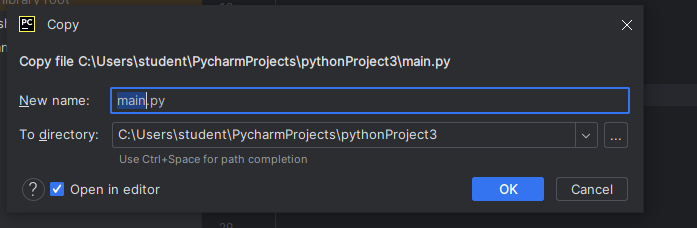 library root
PC Copy
Copy file C:\Users\student\PycharmProjects\pythonProject3\main.py
New name: main.py
To directory: C:\Users\student\PycharmProjects\pythonProject3 ...
Use Ctrl+Space for path completion
? Open in editor OK Cancel